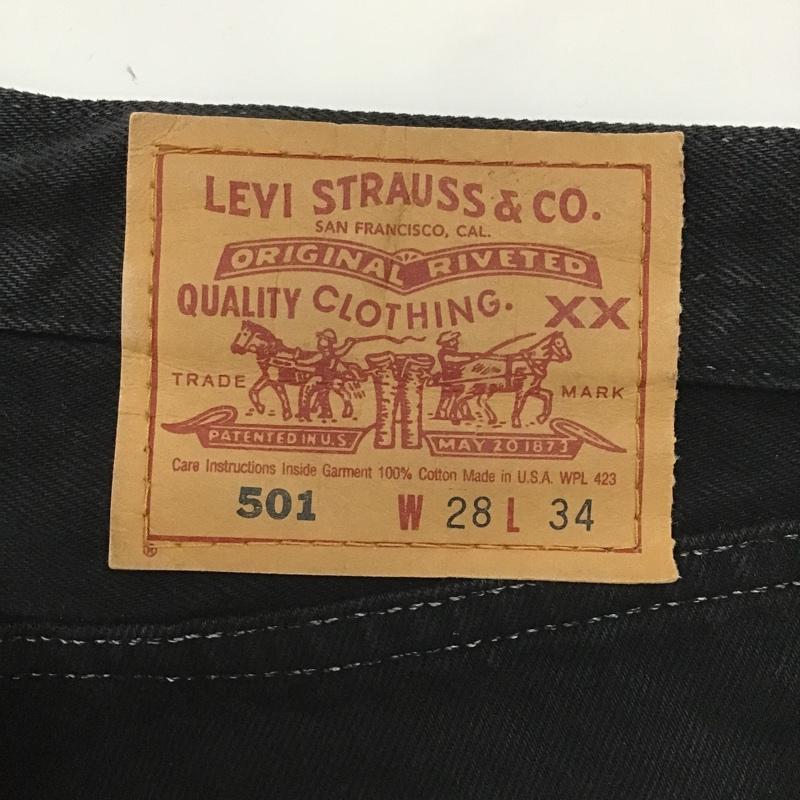 LEVI STRAUSS & CO.
SAN FRANCISCO, CAL.
ORIGINAL RIVETED
QUALITY CLOTHING. XX
TRADE MARK
PATENTED IN U.S. MAY 20 1873
Care Instructions Inside Garment 100% Cotton Made in U.S.A. WPL 423
501 W 28 L 34
®